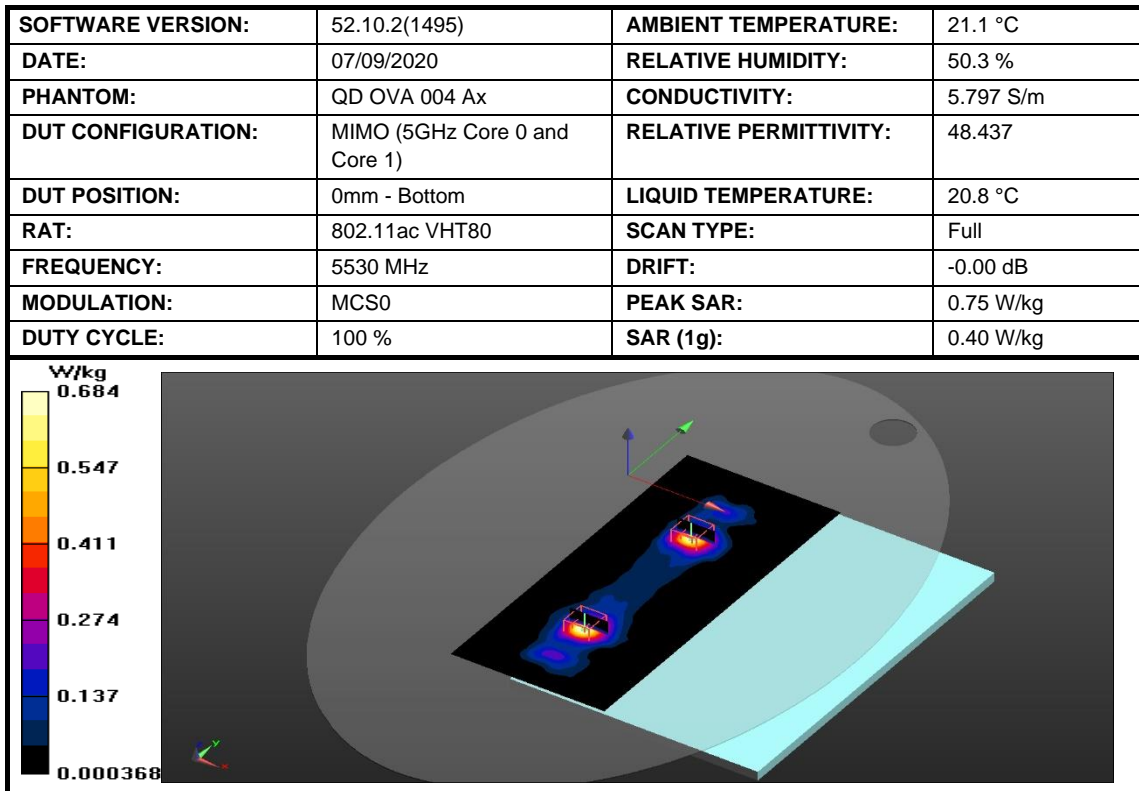 SOFTWARE VERSION: 52.10.2(1495) AMBIENT TEMPERATURE: 21.1 °C
DATE: 07/09/2020 RELATIVE HUMIDITY: 50.3 %
PHANTOM: QD OVA 004 Ax CONDUCTIVITY: 5.797 S/m
DUT CONFIGURATION: MIMO (5GHz Core 0 and RELATIVE PERMITTIVITY: 48.437
Core 1)
DUT POSITION: 0mm - Bottom LIQUID TEMPERATURE: 20.8 °C
RAT: 802.11ac VHT80 SCAN TYPE: Full
FREQUENCY: 5530 MHz DRIFT: -0.00 dB
MODULATION: MCS0 PEAK SAR: 0.75 W/kg
DUTY CYCLE: 100 % SAR (1g): 0.40 W/kg
W/kg
0.684
0.547
0.411
0.274
0.137
0.000368
y
x